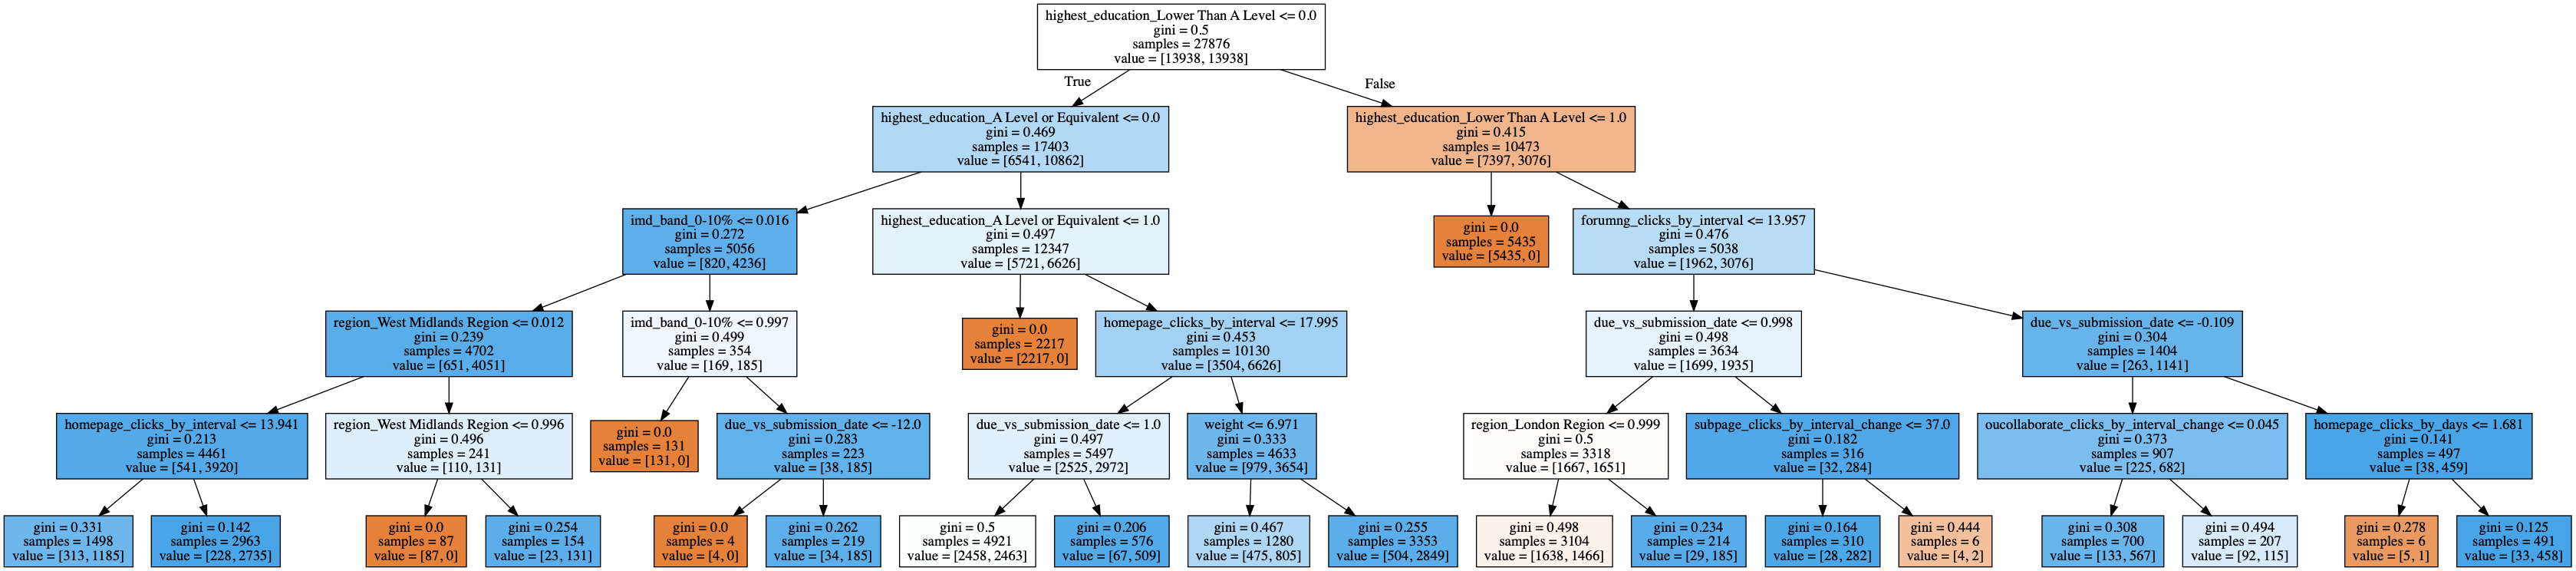 highest_education_Lower Than A Level <= 0.0
gini = 0.5
samples = 27876
value = [13938, 13938]
True
False
highest_education_A Level or Equivalent <= 0.0
gini = 0.469
samples = 17403
value = [6541, 10862]
highest_education_Lower Than A Level <= 1.0
gini = 0.415
samples = 10473
value = [7397, 3076]
imd_band_0-10% <= 0.016
gini = 0.272
samples = 5056
value = [820, 4236]
highest_education_A Level or Equivalent <= 1.0
gini = 0.497
samples = 12347
value = [5721, 6626]
gini = 0.0
samples = 5435
value = [5435, 0]
forumng_clicks_by_interval <= 13.957
gini = 0.476
samples = 5038
value = [1962, 3076]
region_West Midlands Region <= 0.012
gini = 0.239
samples = 4702
value = [651, 4051]
imd_band_0-10% <= 0.997
gini = 0.499
samples = 354
value = [169, 185]
gini = 0.0
samples = 2217
value = [2217, 0]
homepage_clicks_by_interval <= 17.995
gini = 0.453
samples = 10130
value = [3504, 6626]
due_vs_submission_date <= 0.998
gini = 0.498
samples = 3634
value = [1699, 1935]
due_vs_submission_date <= -0.109
gini = 0.304
samples = 1404
value = [263, 1141]
homepage_clicks_by_interval <= 13.941
gini = 0.213
samples = 4461
value = [541, 3920]
region_West Midlands Region <= 0.996
gini = 0.496
samples = 241
value = [110, 131]
gini = 0.0
samples = 131
value = [131, 0]
due_vs_submission_date <= -12.0
gini = 0.283
samples = 223
value = [38, 185]
due_vs_submission_date <= 1.0
gini = 0.497
samples = 5497
value = [2525, 2972]
weight <= 6.971
gini = 0.333
samples = 4633
value = [979, 3654]
region_London Region <= 0.999
gini = 0.5
samples = 3318
value = [1667, 1651]
subpage_clicks_by_interval_change <= 37.0
gini = 0.182
samples = 316
value = [32, 284]
oucollaborate_clicks_by_interval_change <= 0.045
gini = 0.373
samples = 907
value = [225, 682]
homepage_clicks_by_days <= 1.681
gini = 0.141
samples = 497
value = [38, 459]
gini = 0.331
samples = 1498
value = [313, 1185]
gini = 0.142
samples = 2963
value = [228, 2735]
gini = 0.0
samples = 87
value = [87, 0]
gini = 0.254
samples = 154
value = [23, 131]
gini = 0.0
samples = 4
value = [4, 0]
gini = 0.262
samples = 219
value = [34, 185]
gini = 0.5
samples = 4921
value = [2458, 2463]
gini = 0.206
samples = 576
value = [67, 509]
gini = 0.467
samples = 1280
value = [475, 805]
gini = 0.255
samples = 3353
value = [504, 2849]
gini = 0.498
samples = 3104
value = [1638, 1466]
gini = 0.234
samples = 214
value = [29, 185]
gini = 0.164
samples = 310
value = [28, 282]
gini = 0.444
samples = 6
value = [4, 2]
gini = 0.308
samples = 700
value = [133, 567]
gini = 0.494
samples = 207
value = [92, 115]
gini = 0.278
samples = 6
value = [5, 1]
gini = 0.125
samples = 491
value = [33, 458]